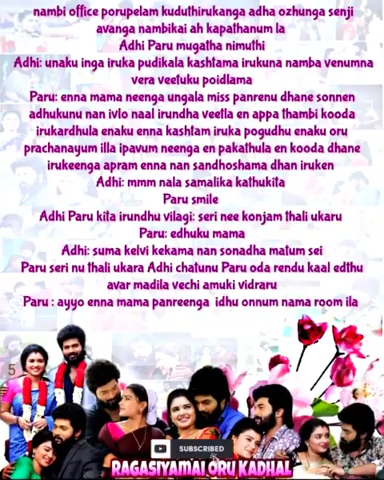 nambi office porupelam kuduthirukanga adha ozhunga senji
avanga nambikai ah kapathanum la
Adhi Paru mugatha nimuthi
Adhi: unaku inga iruka pudikala kashtama irukuna namba venumna
vera veetuku poidlama
Paru: enna mama neenga ungala miss panrenu dhane sonnen
adhukunu nan ivlo naal irundha veetla en appa thambi kooda
irukardhula enaku enna kashtam iruka pogudhu enaku oru
prachanayum illa ipavum neenga en pakathula en kooda dhane
irukeenga apram enna nan sandhoshama dhan iruken
Adhi: mmm nala samalika kathukita
Paru smile
Adhi Paru kita irundhu vilagi: seri nee konjam thali ukaru
Paru: edhuku mama
Adhi: suma kelvi kekama nan sonadha matum sei
Paru seri nu thali ukara Adhi chatunu Paru oda rendu kaal edthu
avar madila vechi amuki vidraru
Paru : ayyo enna mama panreenga idhu onnum nama room ila
5
SUBSCRIBED
RAGASIYAMAI ORU KADHAL